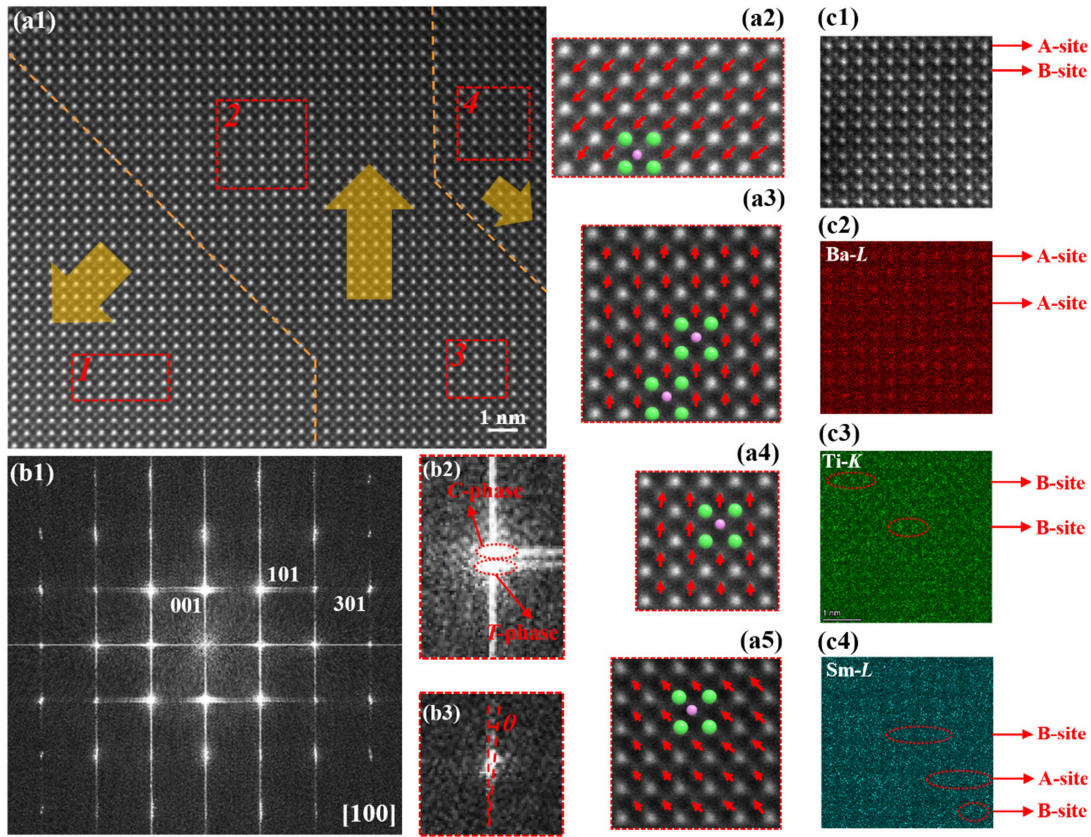 (a1)
2
4
1
3
1 nm
(a2)
(a3)
(a4)
(a5)
(b1)
001
101
301
[100]
(b2)
C-phase
T-phase
(b3)
θ
(c1)
A-site
B-site
(c2)
Ba-L
A-site
A-site
(c3)
Ti-K
B-site
B-site
1 nm
(c4)
Sm-L
B-site
A-site
B-site